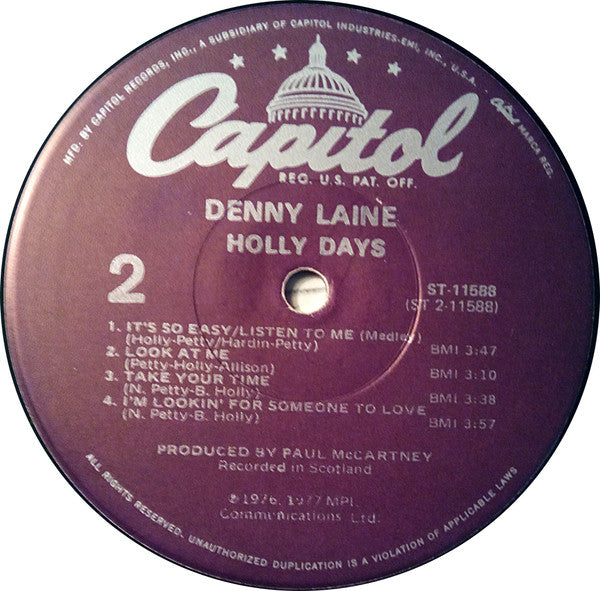 MFG. BY CAPITOL RECORDS, INC., A SUBSIDIARY OF CAPITOL INDUSTRIES-EMI, INC., U.S.A. • Capitol MARCA REG.
Capitol
REG. U.S. PAT. OFF.
DENNY LAINE
HOLLY DAYS
2
ST-11588
(ST 2-11588)
1. IT'S SO EASY/LISTEN TO ME (Medley)
(Holly-Petty/Hardin-Petty) BMI 3:47
2. LOOK AT ME
(Petty-Holly-Allison) BMI 3:10
3. TAKE YOUR TIME
(N. Petty-B. Holly) BMI 3:38
4. I'M LOOKIN' FOR SOMEONE TO LOVE
(N. Petty-B. Holly) BMI 3:57
PRODUCED BY PAUL McCARTNEY
Recorded in Scotland
℗ 1976, 1977 MPL
Communications Ltd.
ALL RIGHTS RESERVED. UNAUTHORIZED DUPLICATION IS A VIOLATION OF APPLICABLE LAWS